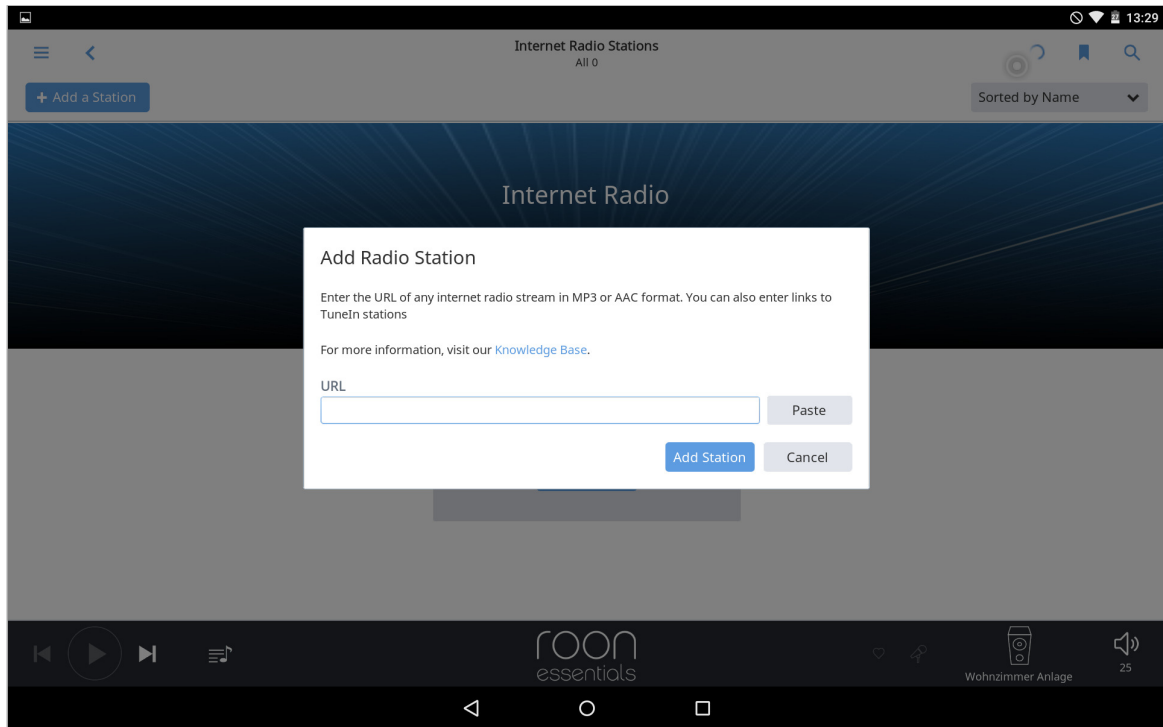 13:29
Internet Radio Stations
All 0
+ Add a Station
Sorted by Name
Internet Radio
Add Radio Station
Enter the URL of any internet radio stream in MP3 or AAC format. You can also enter links to
TuneIn stations
For more information, visit our Knowledge Base.
URL
Paste
Add Station
Cancel
roon
essentials
Wohnzimmer Anlage
25